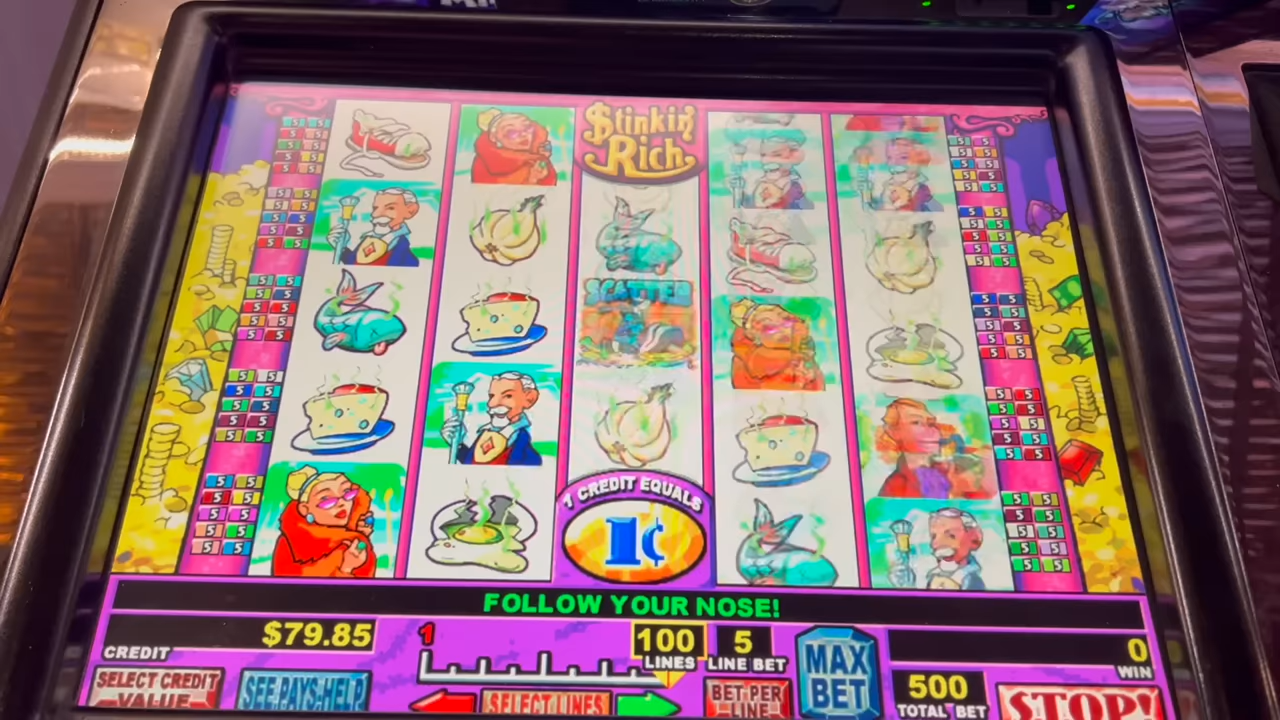 $tinkin'
Rich
SCATTER
1 CREDIT EQUALS
1¢
FOLLOW YOUR NOSE!
$79.85
CREDIT
1
100
LINES
5
LINE BET
MAX
BET
0
WIN
500
TOTAL BET
SELECT CREDIT
VALUE
SEE PAYS-HELP
SELECT LINES
BET PER
LINE
STOP!